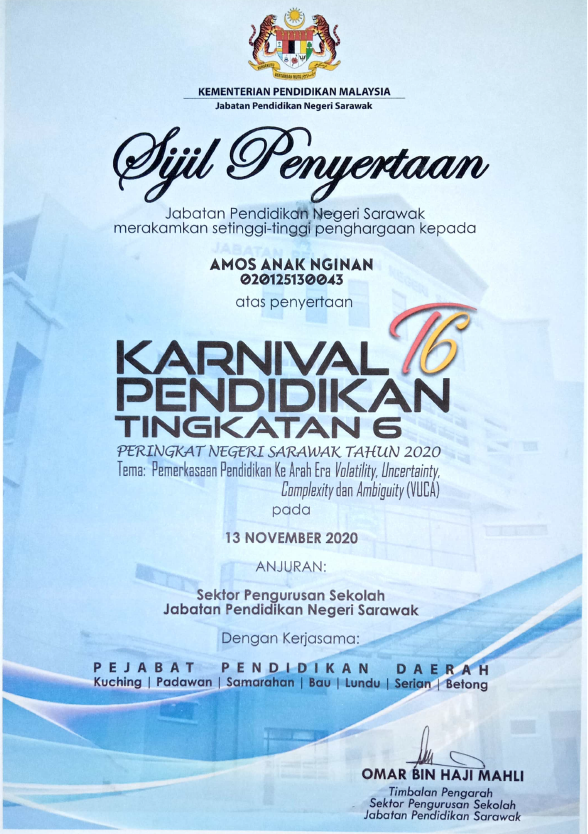 KEMENTERIAN PENDIDIKAN MALAYSIA
Jabatan Pendidikan Negeri Sarawak
Sijil Penyertaan
Jabatan Pendidikan Negeri Sarawak
merakamkan setinggi-tinggi penghargaan kepada
AMOS ANAK NGINAN
020125130043
atas penyertaan
T6
KARNIVAL
PENDIDIKAN
TINGKATAN 6
PERINGKAT NEGERI SARAWAK TAHUN 2020
Tema: Pemerkasaan Pendidikan Ke Arah Era Volatility, Uncertainty,
Complexity dan Ambiguity (VUCA)
pada
13 NOVEMBER 2020
ANJURAN:
Sektor Pengurusan Sekolah
Jabatan Pendidikan Negeri Sarawak
Dengan Kerjasama:
PEJABAT PENDIDIKAN DAERAH
Kuching | Padawan | Samarahan | Bau | Lundu | Serian | Betong
OMAR BIN HAJI MAHLI
Timbalan Pengarah
Sektor Pengurusan Sekolah
Jabatan Pendidikan Sarawak